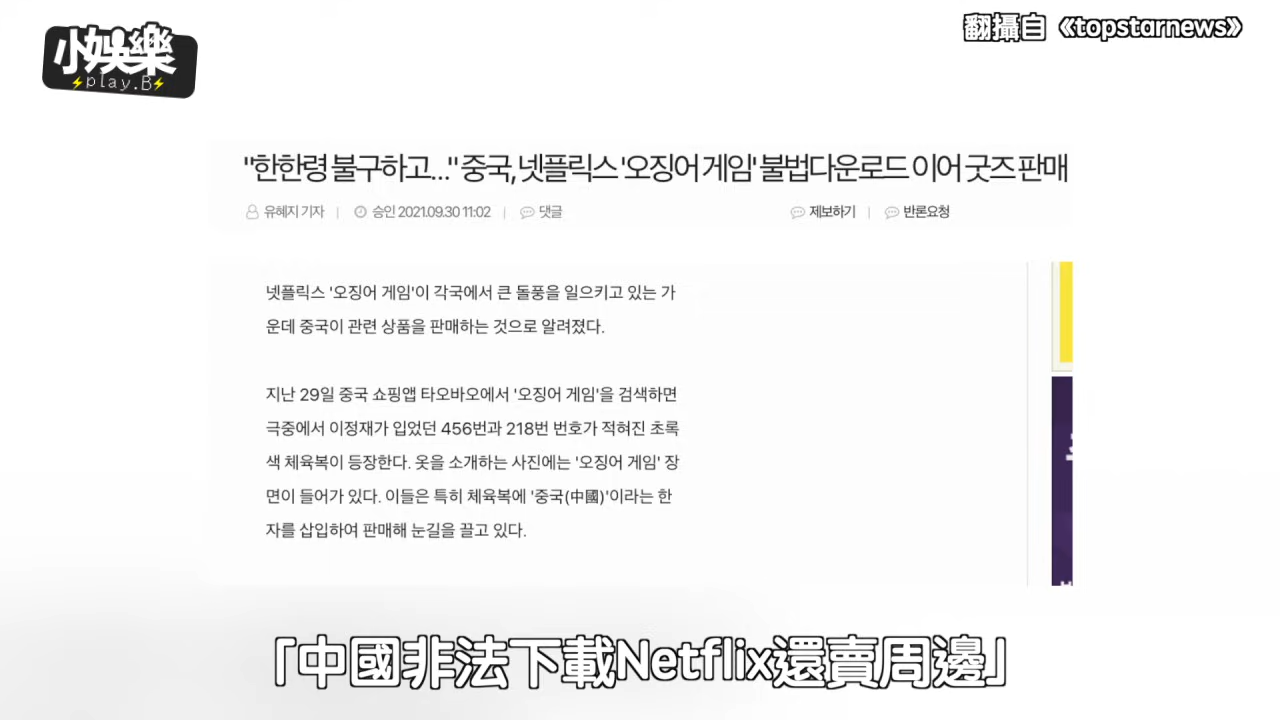 小娛樂
play.B
翻攝自《topstarnews》
"한한령 불구하고…" 중국, 넷플릭스 '오징어 게임' 불법다운로드 이어 굿즈 판매
유혜지 기자 | 승인 2021.09.30 11:02 | 댓글 제보하기 | 반론요청
넷플릭스 '오징어 게임'이 각국에서 큰 돌풍을 일으키고 있는 가
운데 중국이 관련 상품을 판매하는 것으로 알려졌다.
지난 29일 중국 쇼핑앱 타오바오에서 '오징어 게임'을 검색하면
극중에서 이정재가 입었던 456번과 218번 번호가 적혀진 초록
색 체육복이 등장한다. 옷을 소개하는 사진에는 '오징어 게임' 장
면이 들어가 있다. 이들은 특히 체육복에 '중국(中國)'이라는 한
자를 삽입하여 판매해 눈길을 끌고 있다.
「中國非法下載Netflix還賣周邊」